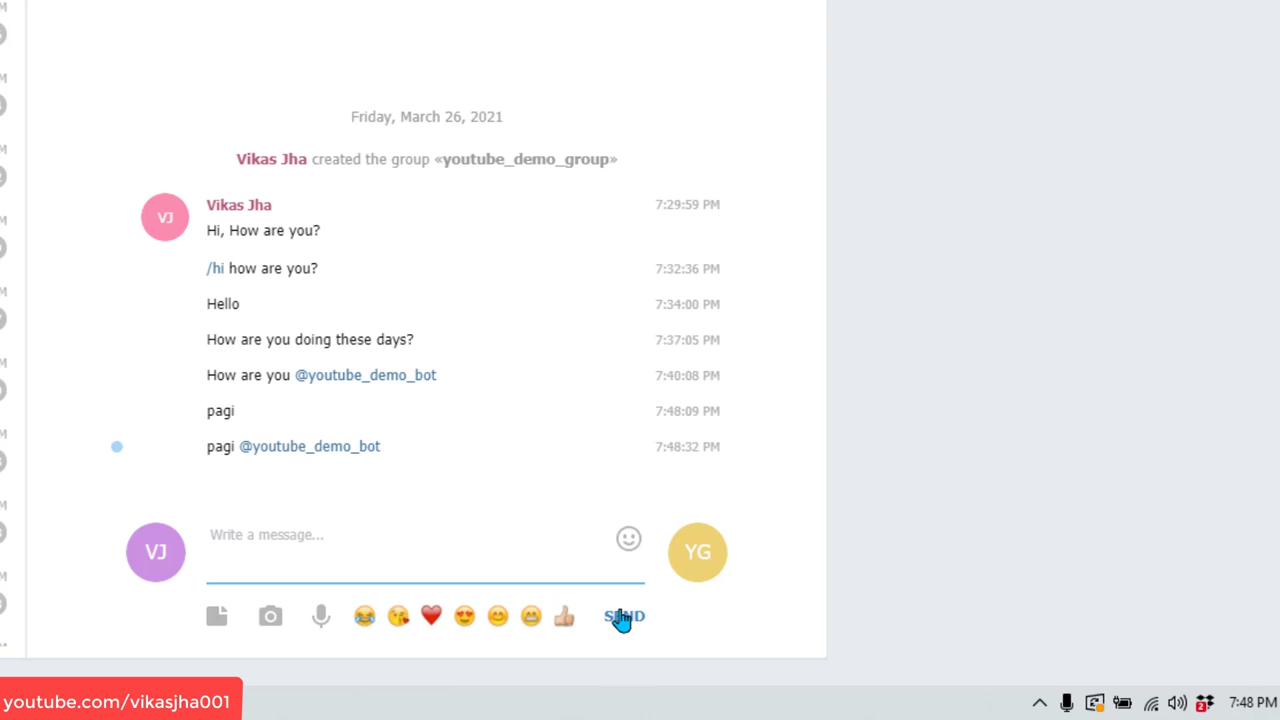 Friday, March 26, 2021
Vikas Jha created the group «youtube_demo_group»
VJ
Vikas Jha 7:29:59 PM
Hi, How are you?
/hi how are you? 7:32:36 PM
Hello 7:34:00 PM
How are you doing these days? 7:37:05 PM
How are you @youtube_demo_bot 7:40:08 PM
pagi 7:48:09 PM
pagi @youtube_demo_bot 7:48:32 PM
VJ Write a message... YG
SEND
youtube.com/vikasjha001
2 7:48 PM